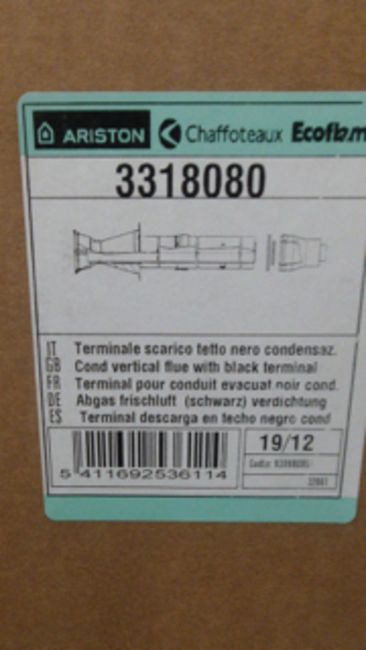 ARISTON Chaffoteaux Ecoflam
3318080
IT Terminale scarico tetto nero condensaz.
GB Cond vertical flue with black terminal
FR Terminal pour conduit evacuat noir cond.
DE Abgas frischluft (schwarz) verdichtung
ES Terminal descarga en techo negro cond
5 411692536114
19/12